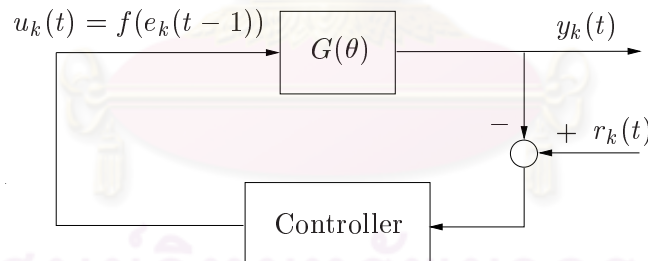 u_k(t) = f(e_k(t − 1))
G(θ)
y_k(t)
−
+ r_k(t)
Controller